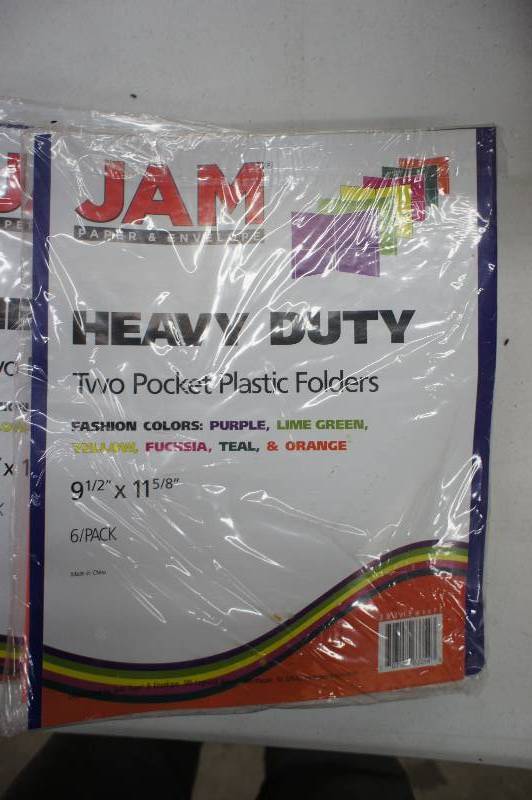 JAM
PAPER & ENVELOPE
HEAVY DUTY
Two Pocket Plastic Folders
FASHION COLORS: PURPLE, LIME GREEN,
YELLOW, FUCHSIA, TEAL, & ORANGE
9 1/2" x 11 5/8"
6/PACK
Made in China